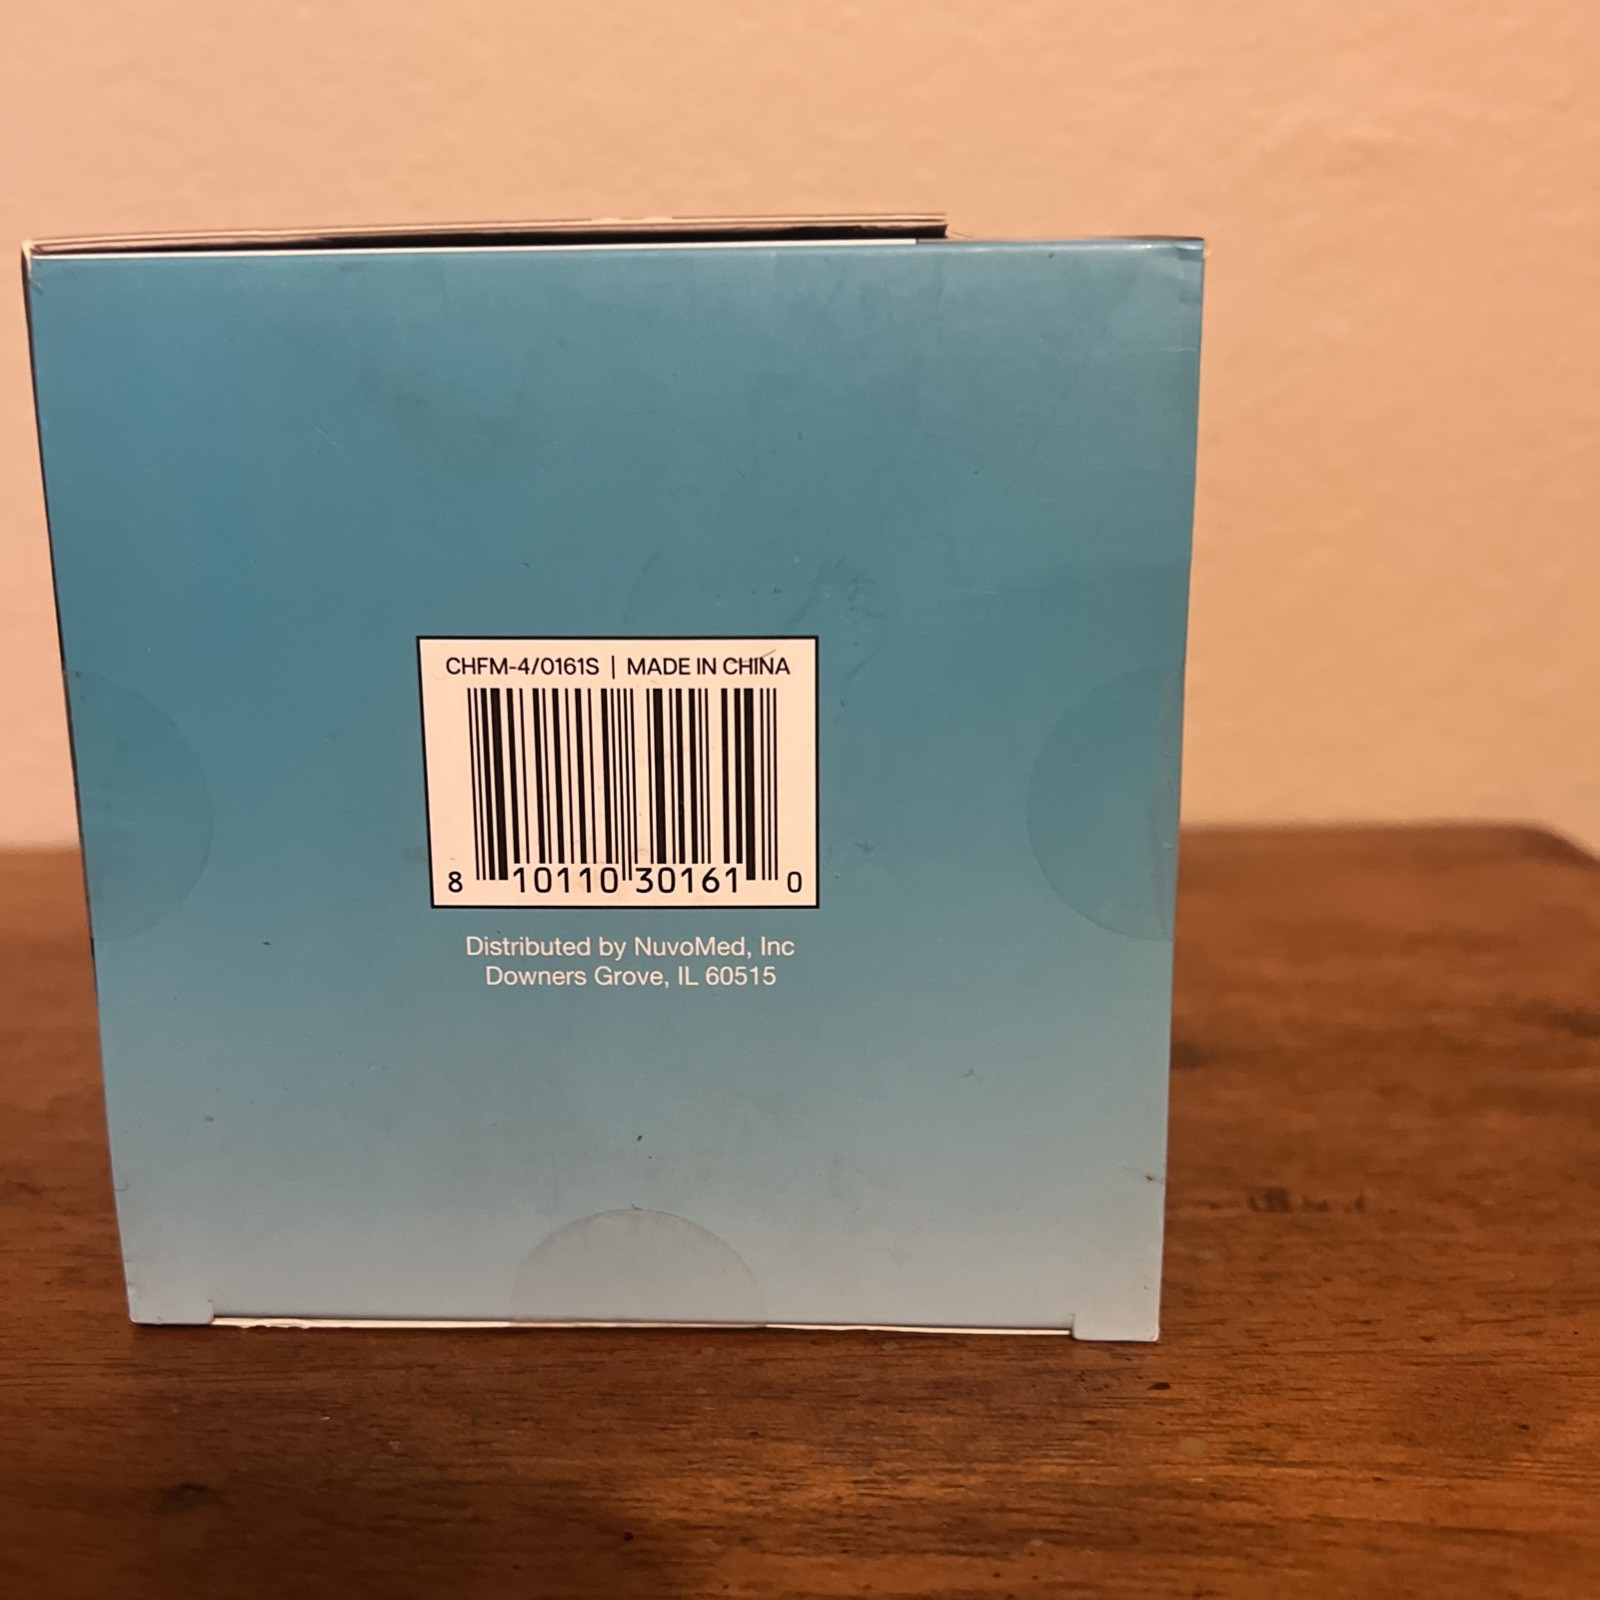 CHFM-4/0161S | MADE IN CHINA
8 10110 30161 0
Distributed by NuvoMed, Inc
Downers Grove, IL 60515